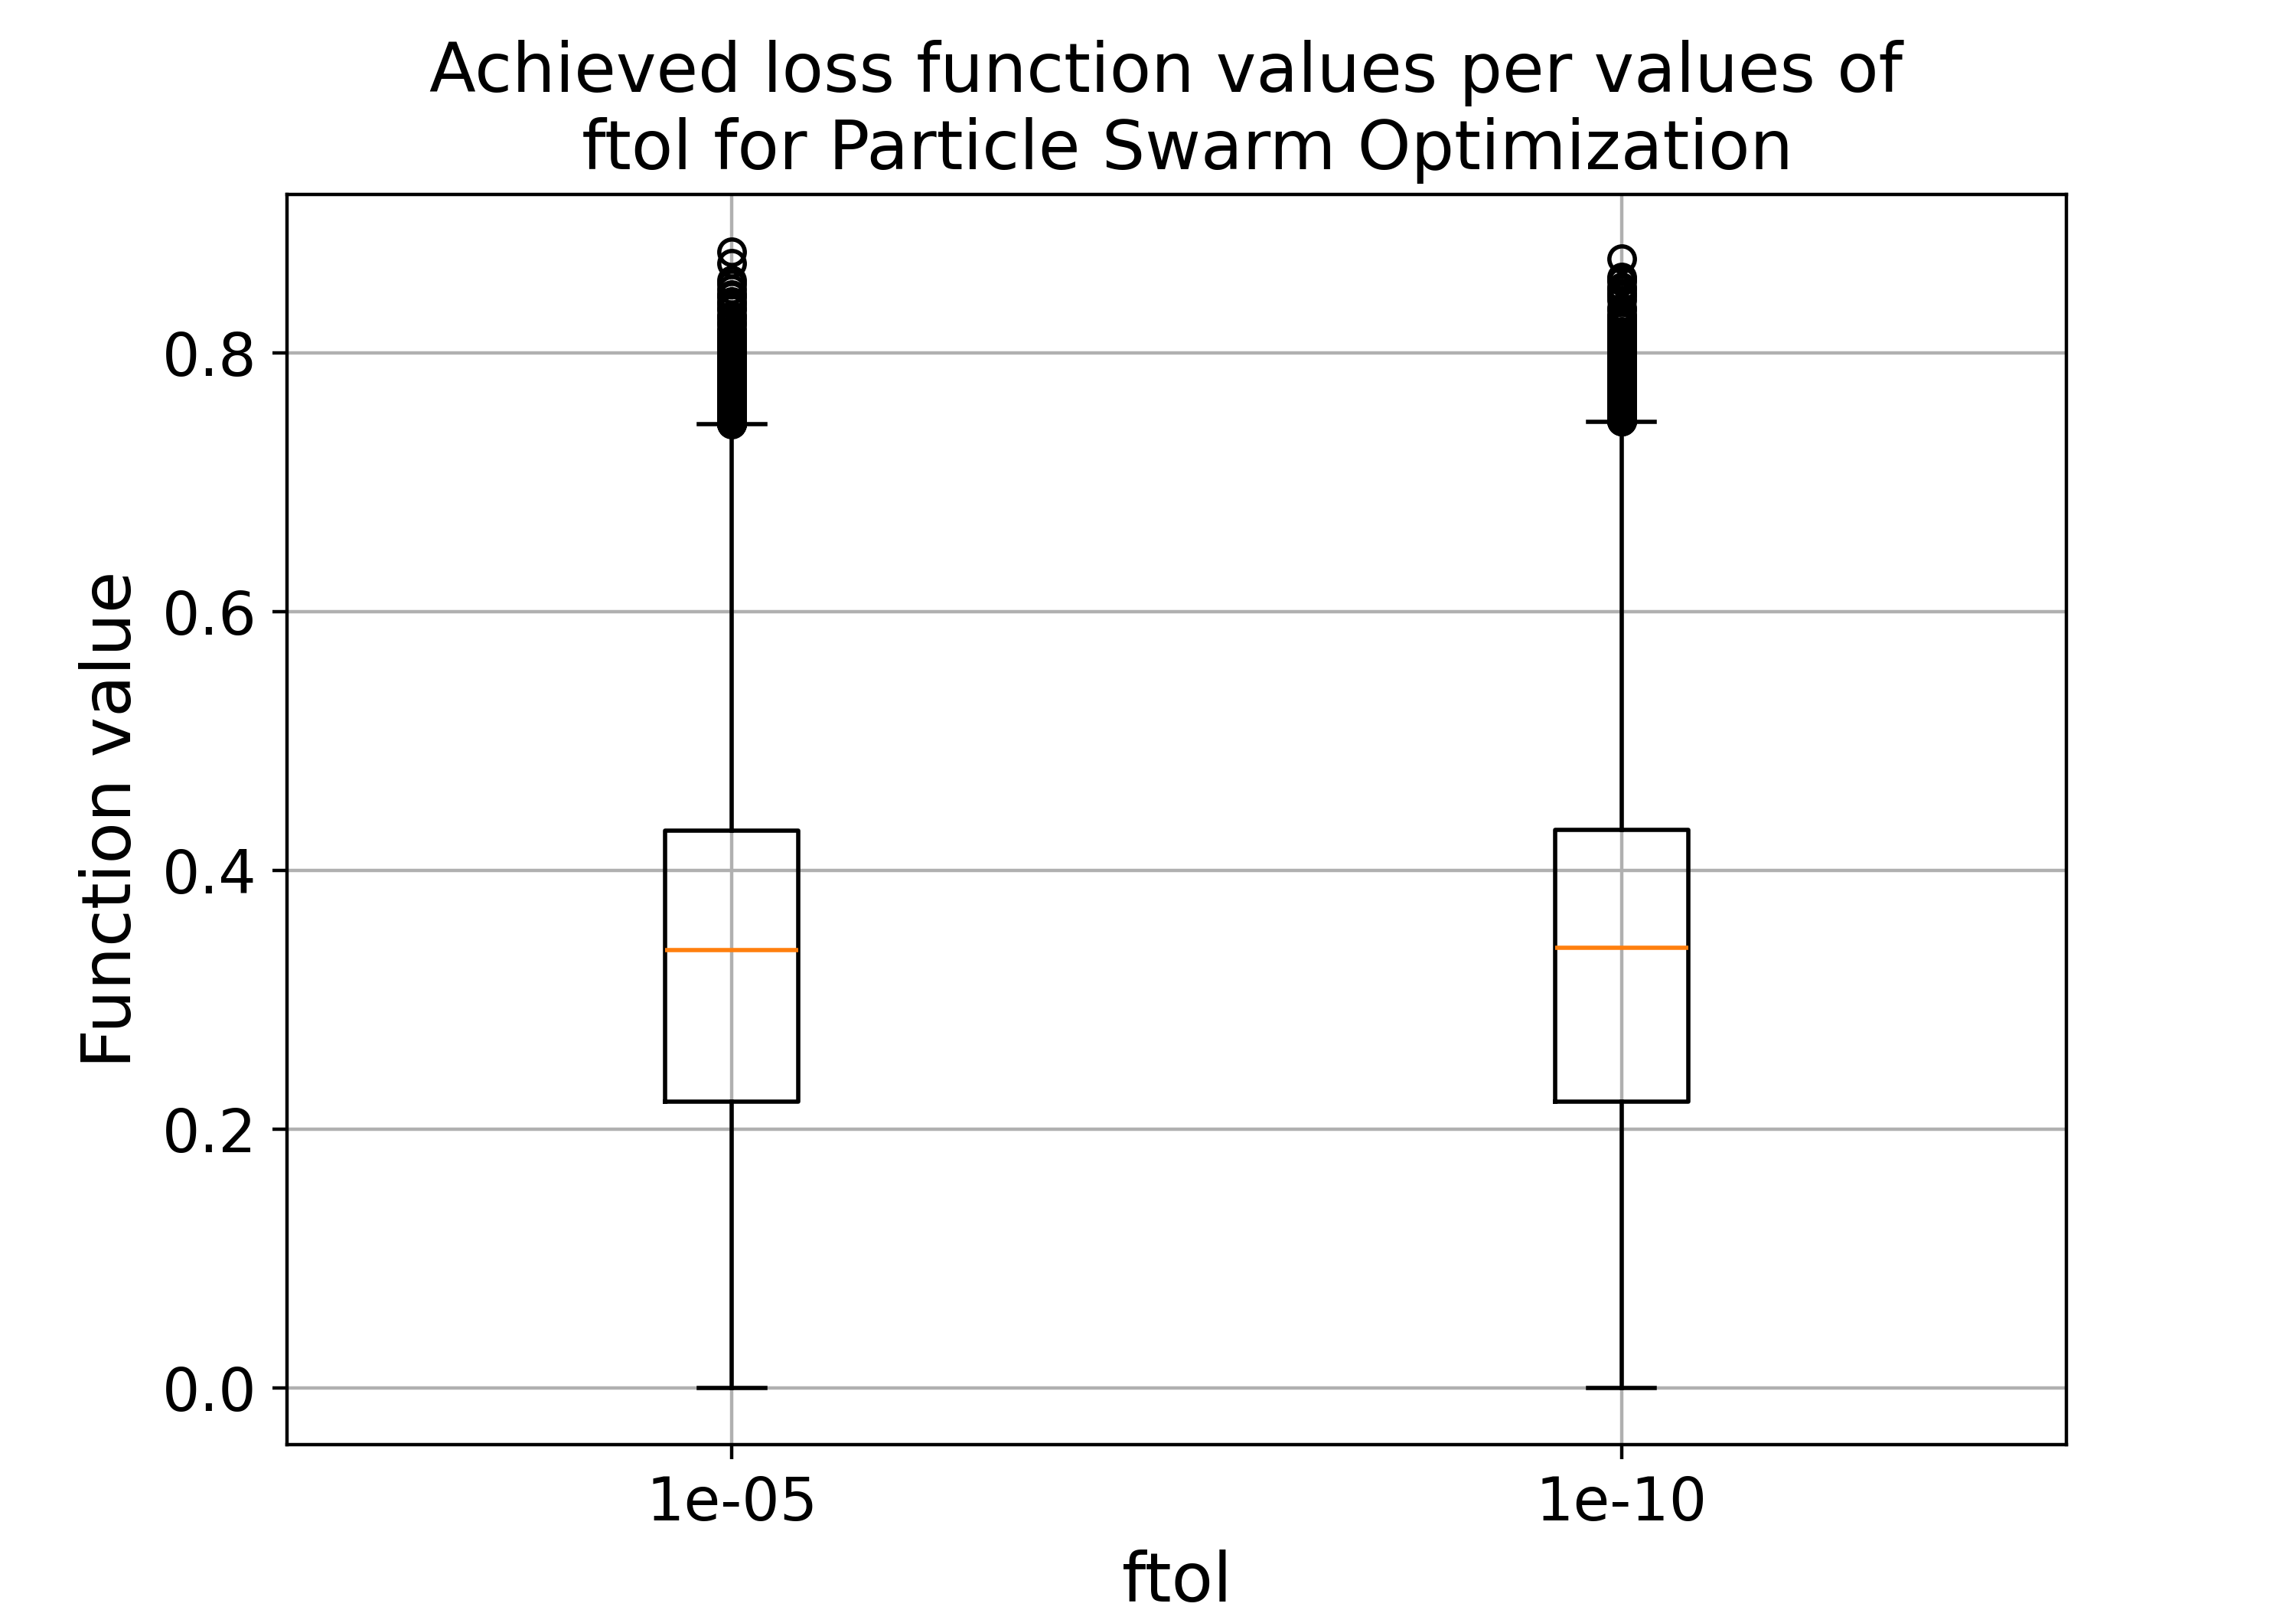 Achieved loss function values per values of
ftol for Particle Swarm Optimization
Function value
0.8
0.6
0.4
0.2
0.0
1e-05
1e-10
ftol